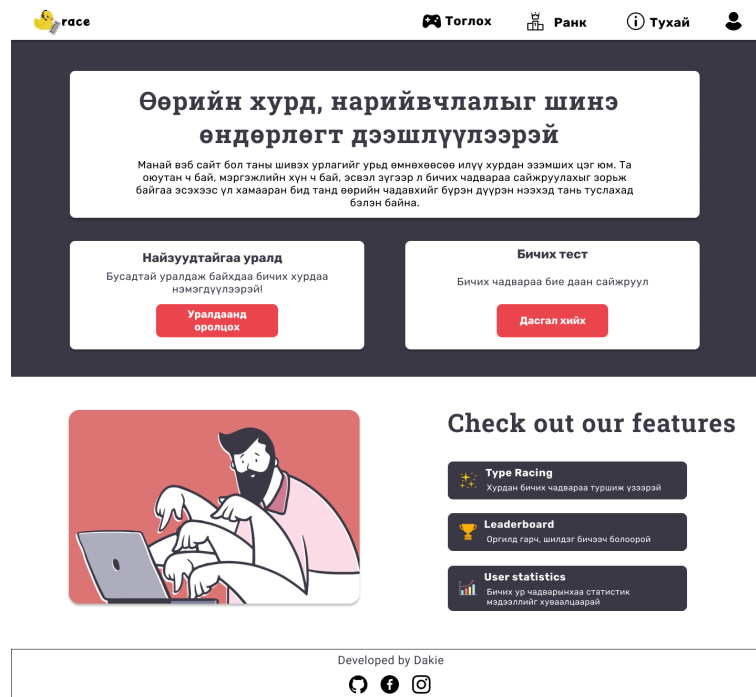 race
Тоглох
Ранк
Тухай
Өөрийн хурд, нарийвчлалыг шинэ
өндөрлөгт дээшлүүлээрэй
Манай вэб сайт бол таны шивэх урлагийг урьд өмнөхөөсөө илүү хурдан эзэмших цэг юм. Та
оюутан ч бай, мэргэжлийн хүн ч бай, эсвэл зүгээр л бичих чадвараа сайжруулахыг зорьж
байгаа эсэхээс үл хамааран бид танд өөрийн чадавхийг бүрэн дүүрэн нээхэд тань туслахад
бэлэн байна.
Найзуудтайгаа уралд
Бусадтай уралдаж байхдаа бичих хурдаа
нэмэгдүүлээрэй!
Уралдаанд
оролцох
Бичих тест
Бичих чадвараа бие даан сайжруул
Дасгал хийх
Check out our features
Type Racing
Хурдан бичих чадвараа туршиж үзээрэй
Leaderboard
Оргилд гарч, шилдэг бичээч болоорой
User statistics
Бичих ур чадварынхаа статистик
мэдээллийг хуваалцаарай
Developed by Dakie